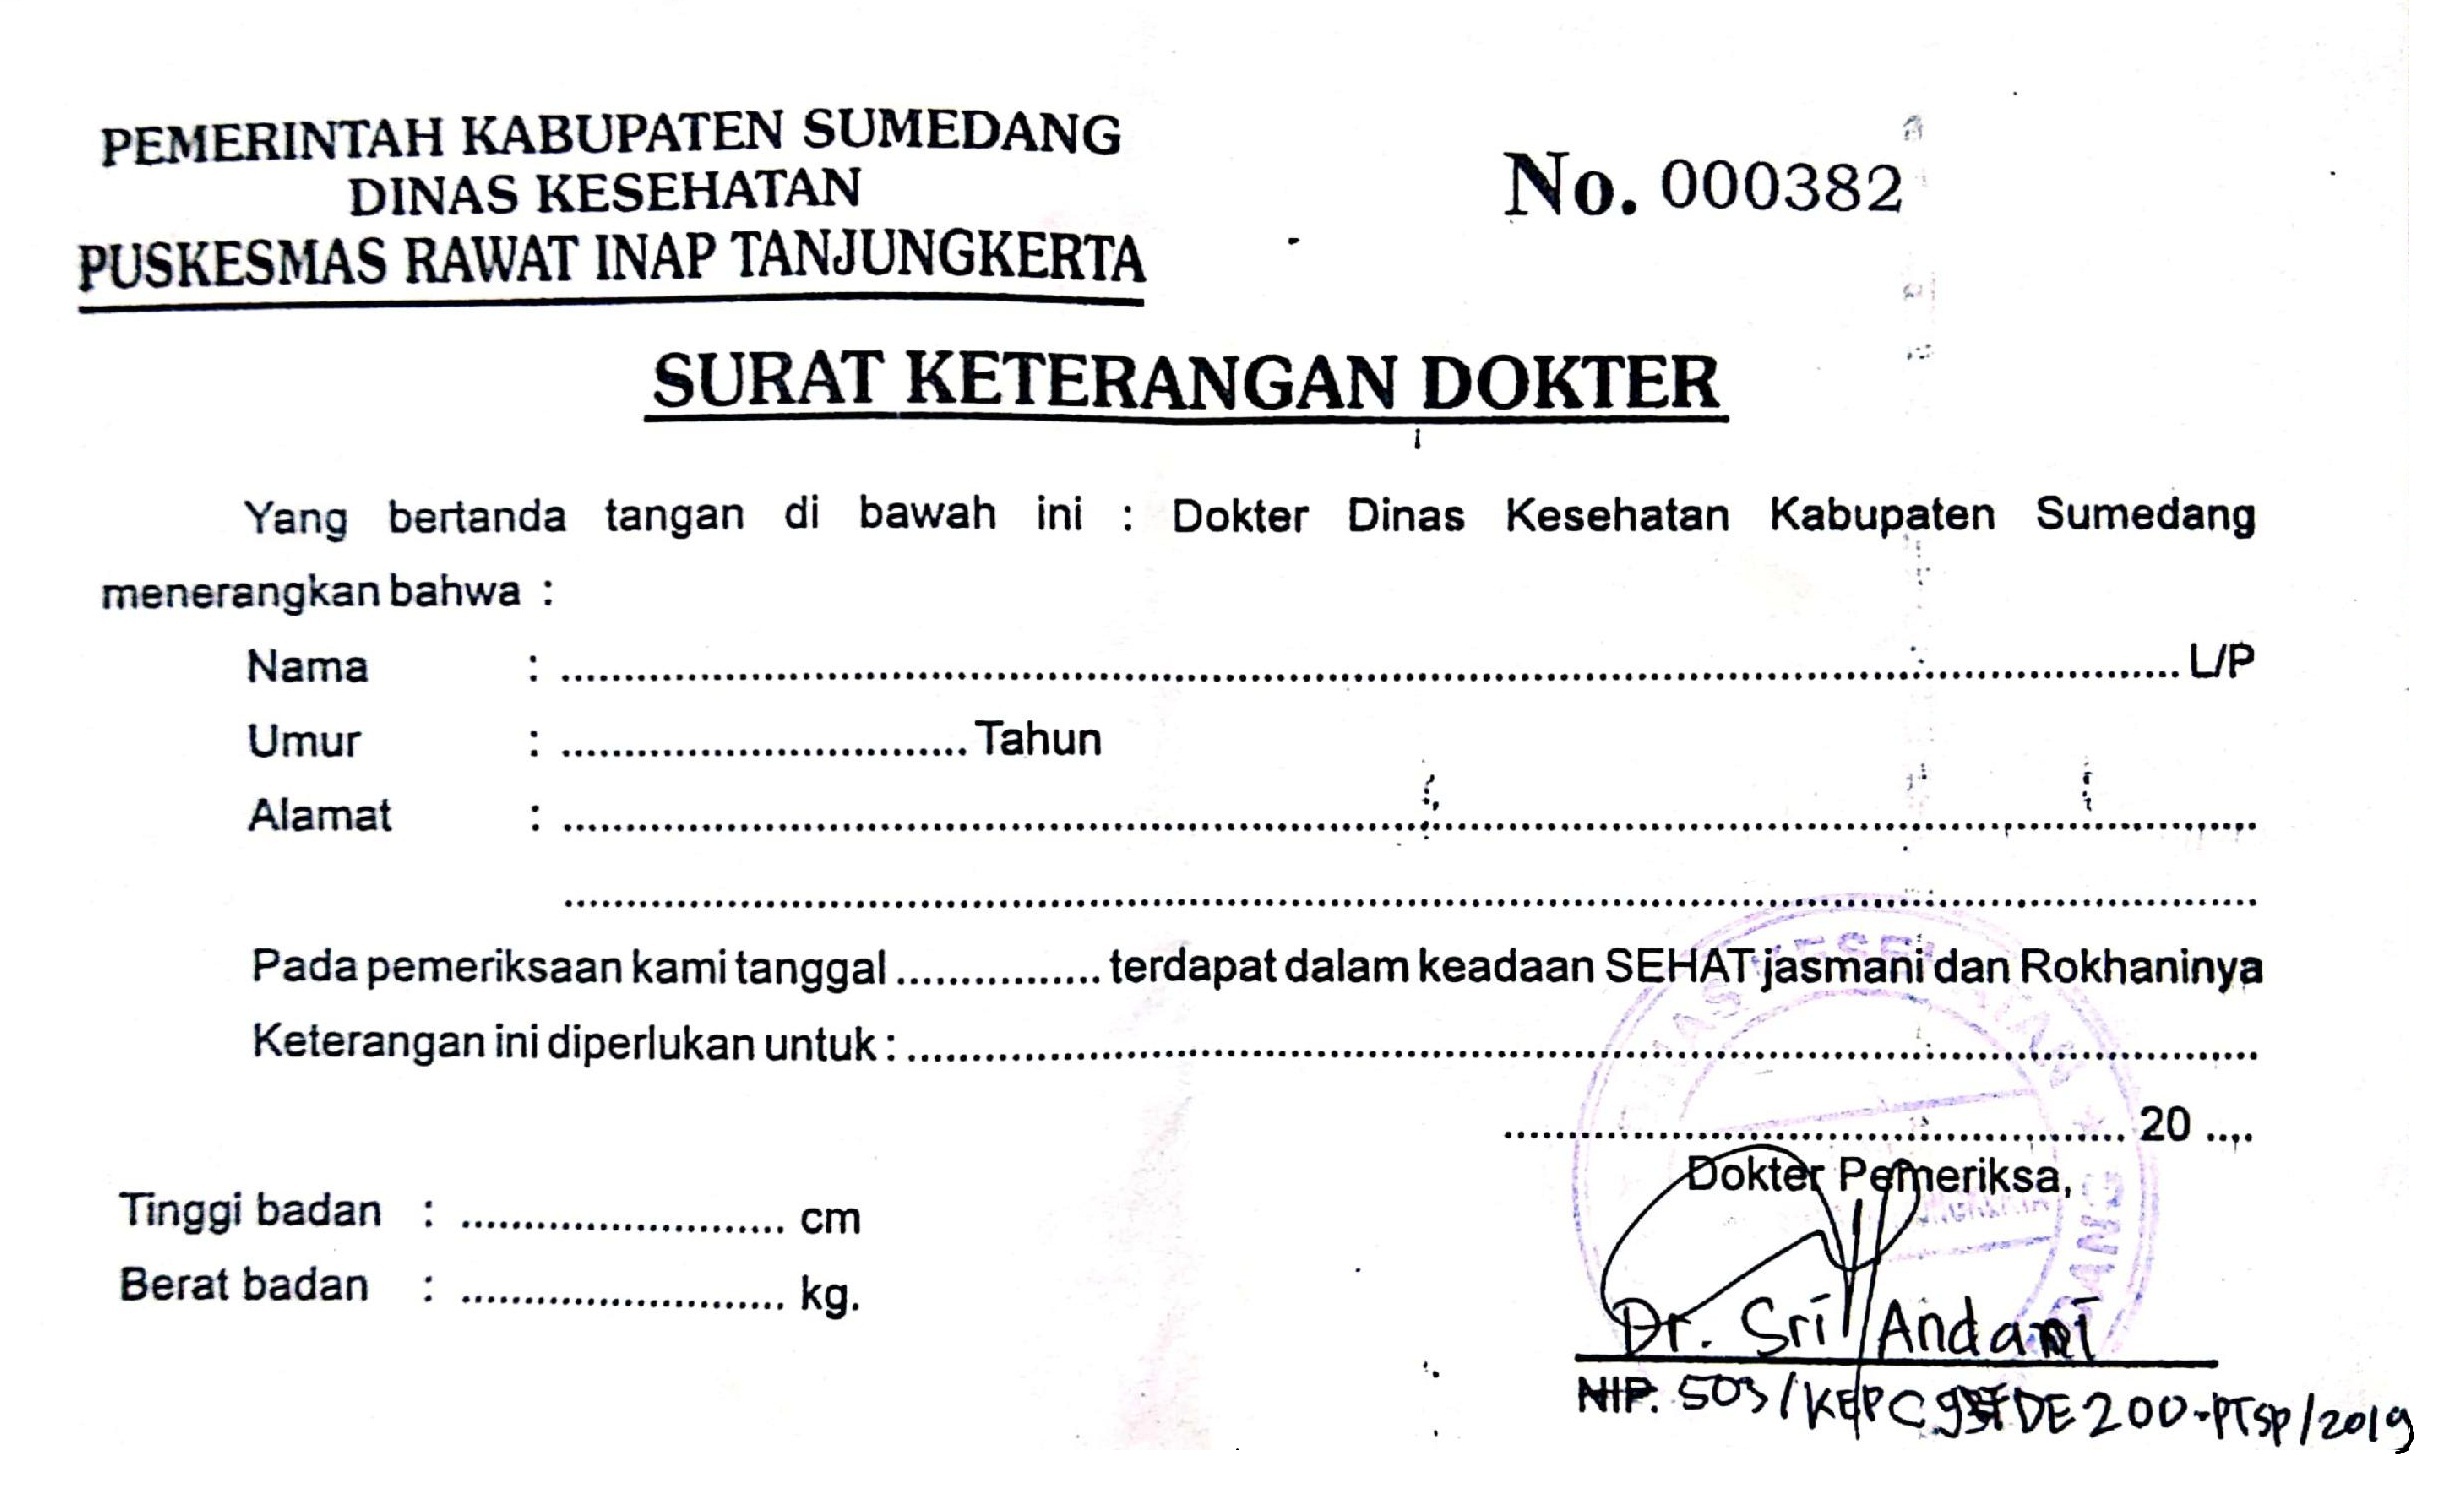 PEMERINTAH KABUPATEN SUMEDANG
DINAS KESEHATAN
PUSKESMAS RAWAT INAP TANJUNGKERTA
No. 000382
SURAT KETERANGAN DOKTER
Yang bertanda tangan di bawah ini : Dokter Dinas Kesehatan Kabupaten Sumedang
menerangkan bahwa :
Nama : ........................................ L/P
Umur : .................... Tahun
Alamat : ........................................
........................................
Pada pemeriksaan kami tanggal ................ terdapat dalam keadaan SEHAT jasmani dan Rokhaninya
Keterangan ini diperlukan untuk : ........................................
........................................ 20 ....
Dokter Pemeriksa,
Tinggi badan : .......................... cm
Berat badan : .......................... kg.
Dr. Sri Andani
NIP. 503/KEPC DE 200-PTSP/2019